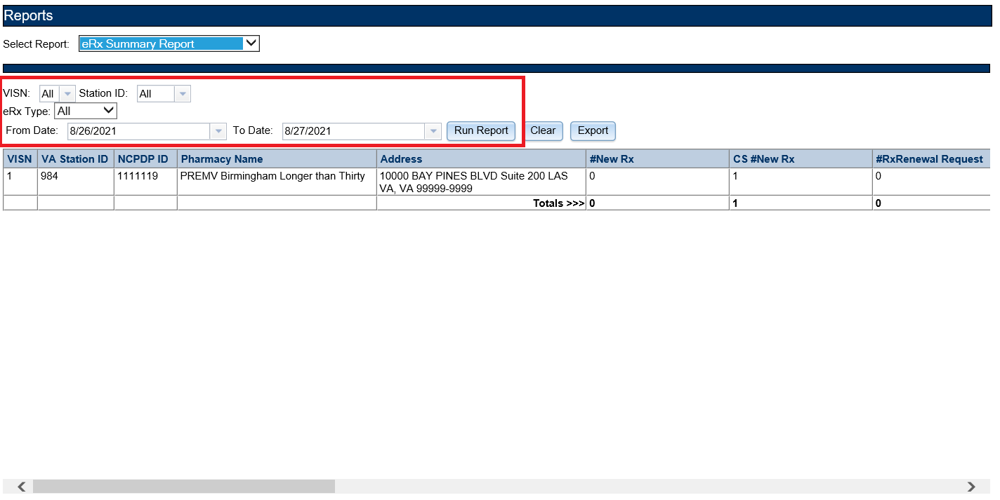 Reports
Select Report: eRx Summary Report
VISN: All Station ID: All
eRx Type: All
From Date: 8/26/2021 To Date: 8/27/2021 Run Report Clear Export
VISN VA Station ID NCPDP ID Pharmacy Name Address #New Rx CS #New Rx #RxRenewal Request
1 984 1111119 PREMV Birmingham Longer than Thirty 10000 BAY PINES BLVD Suite 200 LAS 0 1 0
VA, VA 99999-9999
Totals >>> 0 1 0